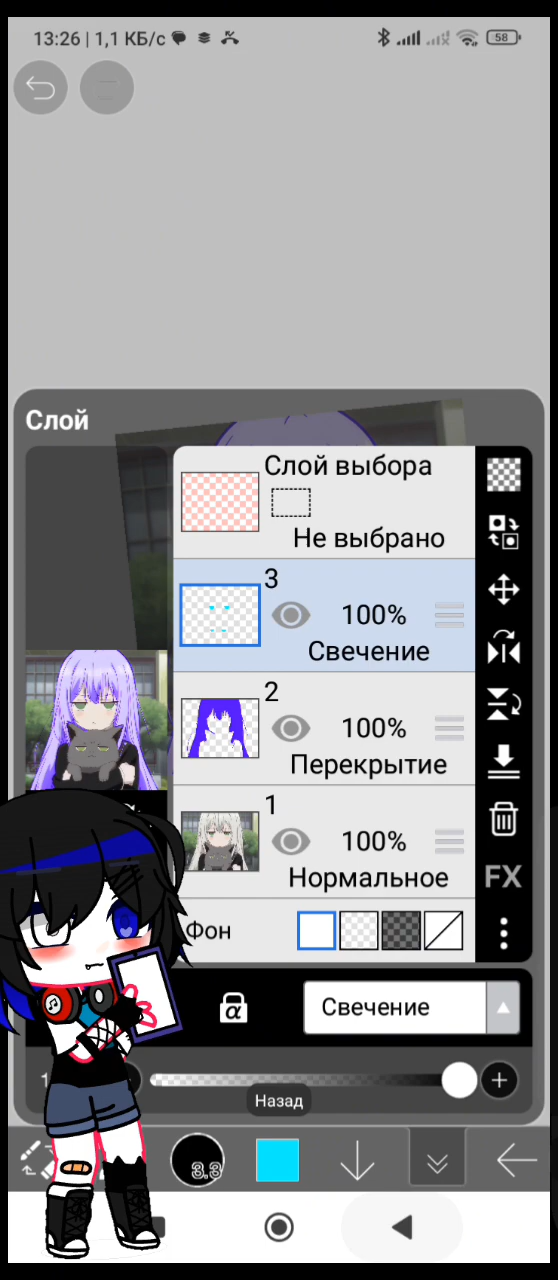 13:26 | 1,1 КБ/с
58
Слой
Слой выбора
Не выбрано
3
100%
Свечение
2
100%
Перекрытие
1
100%
Нормальное
FX
Фон
α
Свечение
Назад
3.3